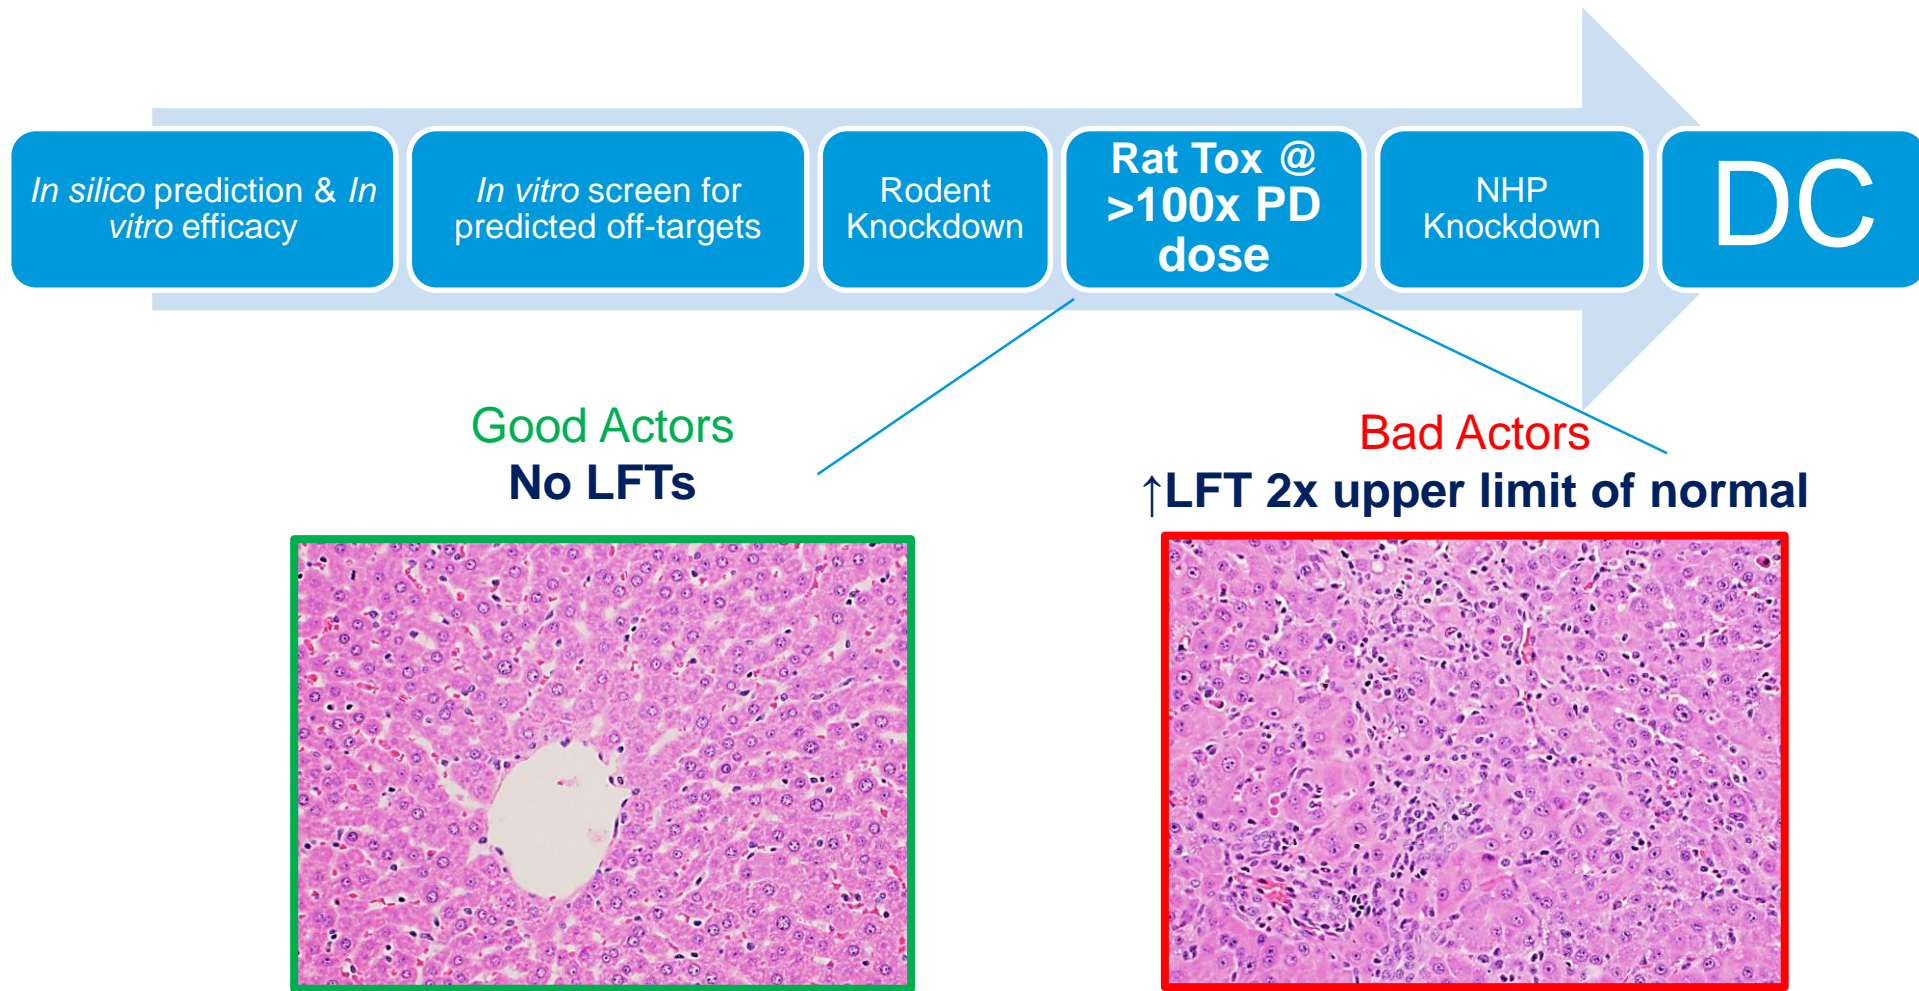 In silico prediction & In
vitro efficacy
In vitro screen for
predicted off-targets
Rodent
Knockdown
Rat Tox @
>100x PD
dose
NHP
Knockdown
DC
Good Actors
No LFTs
Bad Actors
↑LFT 2x upper limit of normal